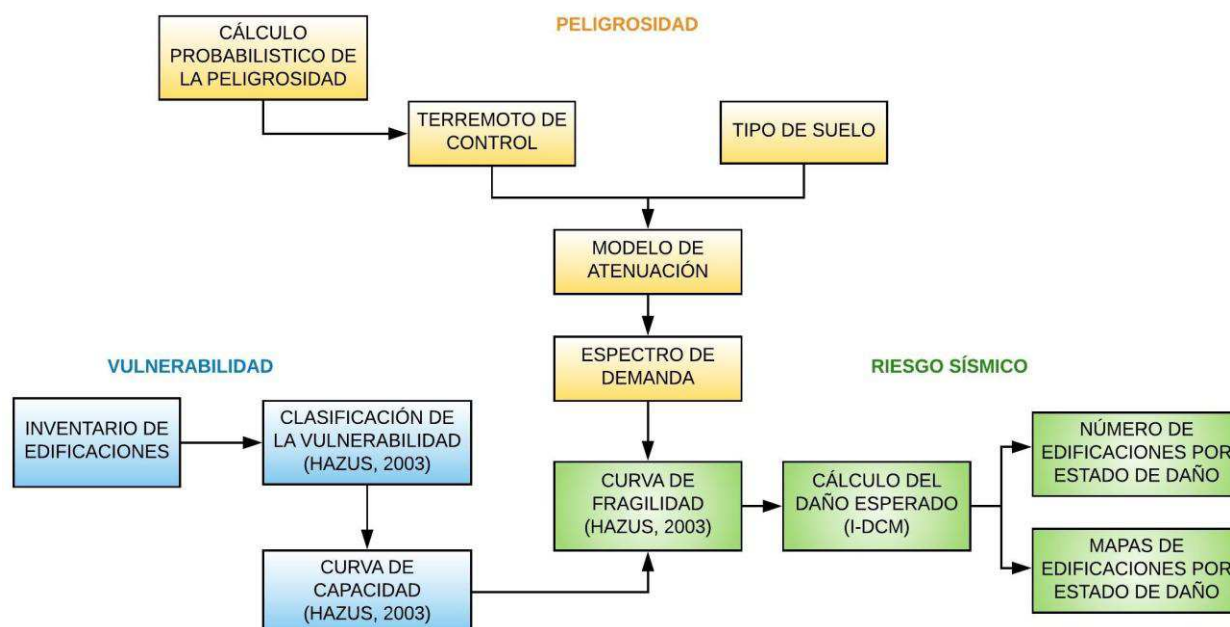 PELIGROSIDAD
CÁLCULO
PROBABILISTICO DE
LA PELIGROSIDAD
TERREMOTO DE
CONTROL
TIPO DE SUELO
MODELO DE
ATENUACIÓN
ESPECTRO DE
DEMANDA
VULNERABILIDAD
INVENTARIO DE
EDIFICACIONES
CLASIFICACIÓN DE
LA VULNERABILIDAD
(HAZUS, 2003)
CURVA DE
CAPACIDAD
(HAZUS, 2003)
RIESGO SÍSMICO
CURVA DE
FRAGILIDAD
(HAZUS, 2003)
CÁLCULO DEL
DAÑO ESPERADO
(I-DCM)
NÚMERO DE
EDIFICACIONES POR
ESTADO DE DAÑO
MAPAS DE
EDIFICACIONES POR
ESTADO DE DAÑO